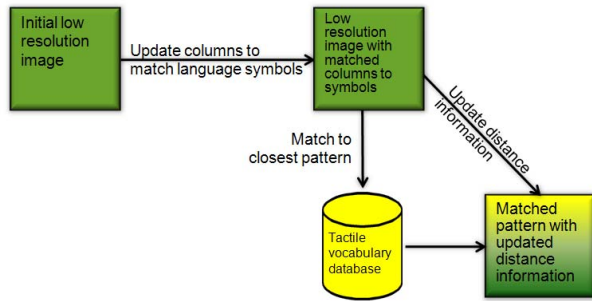 Initial low
resolution
image
Update columns to
match language symbols
Low
resolution
image with
matched
columns to
symbols
Update distance
information
Match to
closest pattern
Tactile
vocabulary
database
Matched
pattern with
updated
distance
information